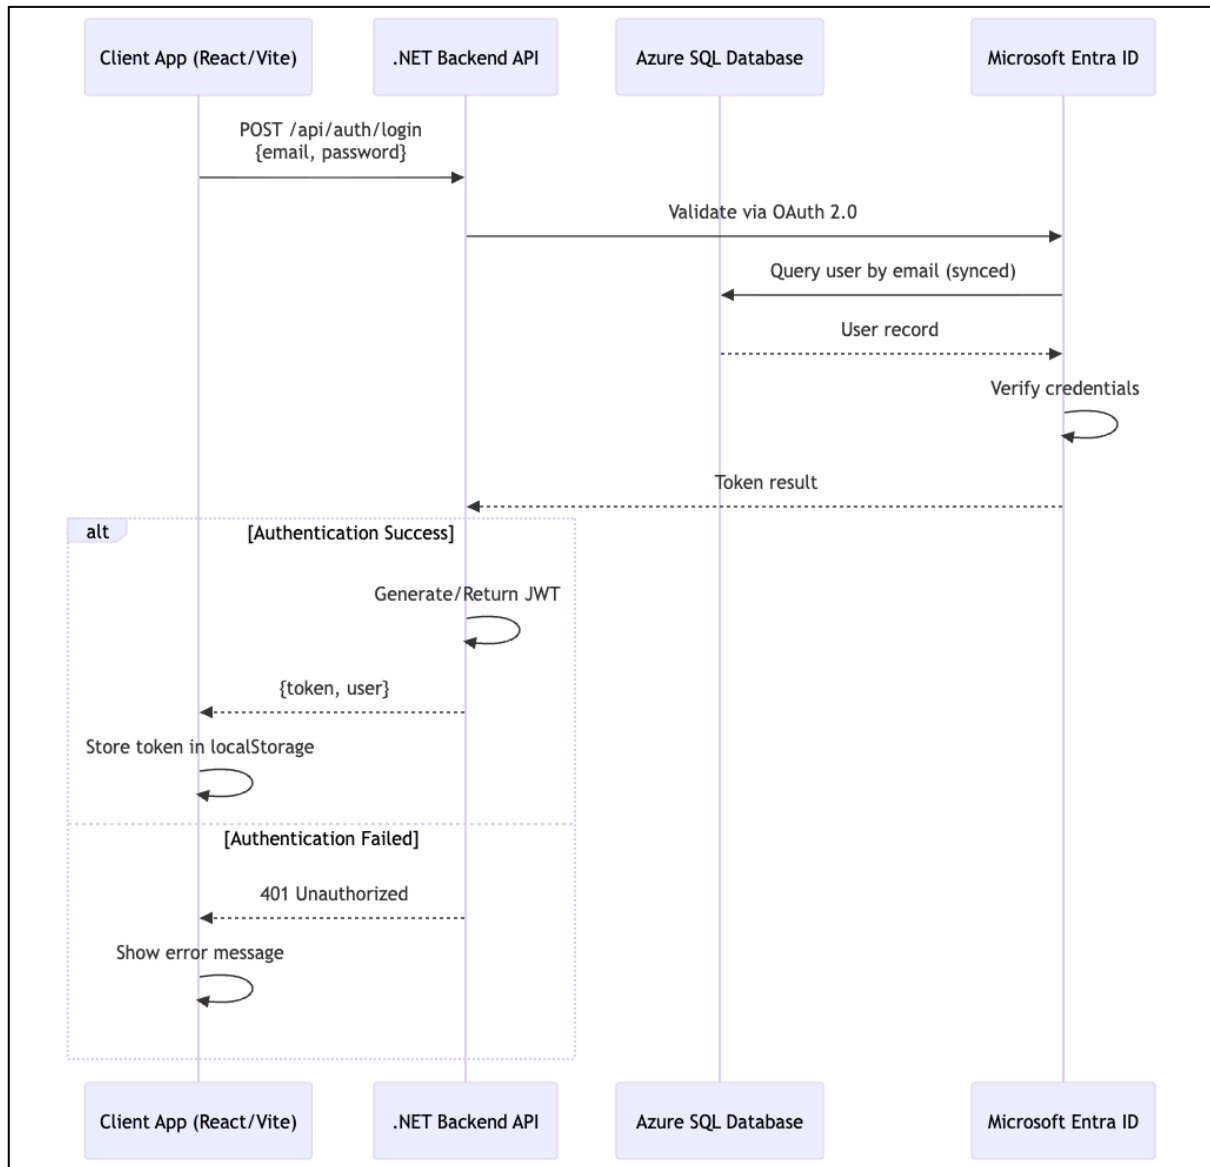 Client App (React/Vite)
.NET Backend API
Azure SQL Database
Microsoft Entra ID
POST /api/auth/login
{email, password}
Validate via OAuth 2.0
Query user by email (synced)
User record
Verify credentials
Token result
alt
[Authentication Success]
Generate/Return JWT
{token, user}
Store token in localStorage
[Authentication Failed]
401 Unauthorized
Show error message
Client App (React/Vite)
.NET Backend API
Azure SQL Database
Microsoft Entra ID